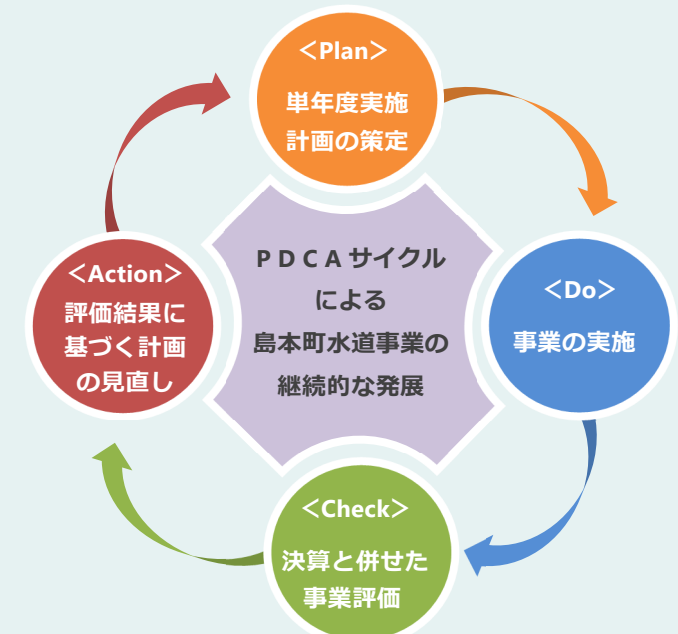 ＜Plan＞
単年度実施
計画の策定
＜Do＞
事業の実施
＜Check＞
決算と併せた
事業評価
＜Action＞
評価結果に
基づく計画
の見直し
ＰＤＣＡサイクル
による
島本町水道事業の
継続的な発展